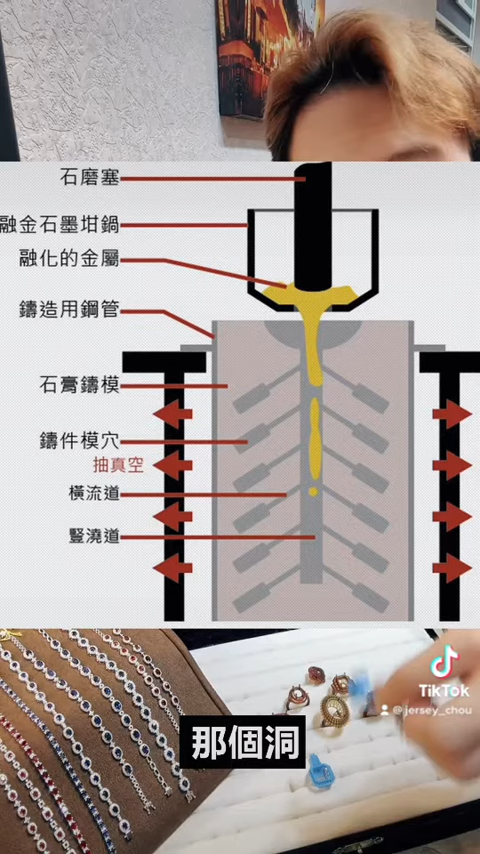 石磨塞
融金石墨坩鍋
融化的金屬
鑄造用鋼管
石膏鑄模
鑄件模穴
抽真空
橫流道
豎澆道
TikTok
@jersey_chou
那個洞